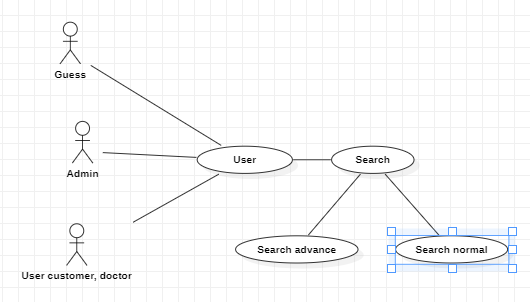 Guess
Admin
User
Search
Search advance
Search normal
User customer, doctor